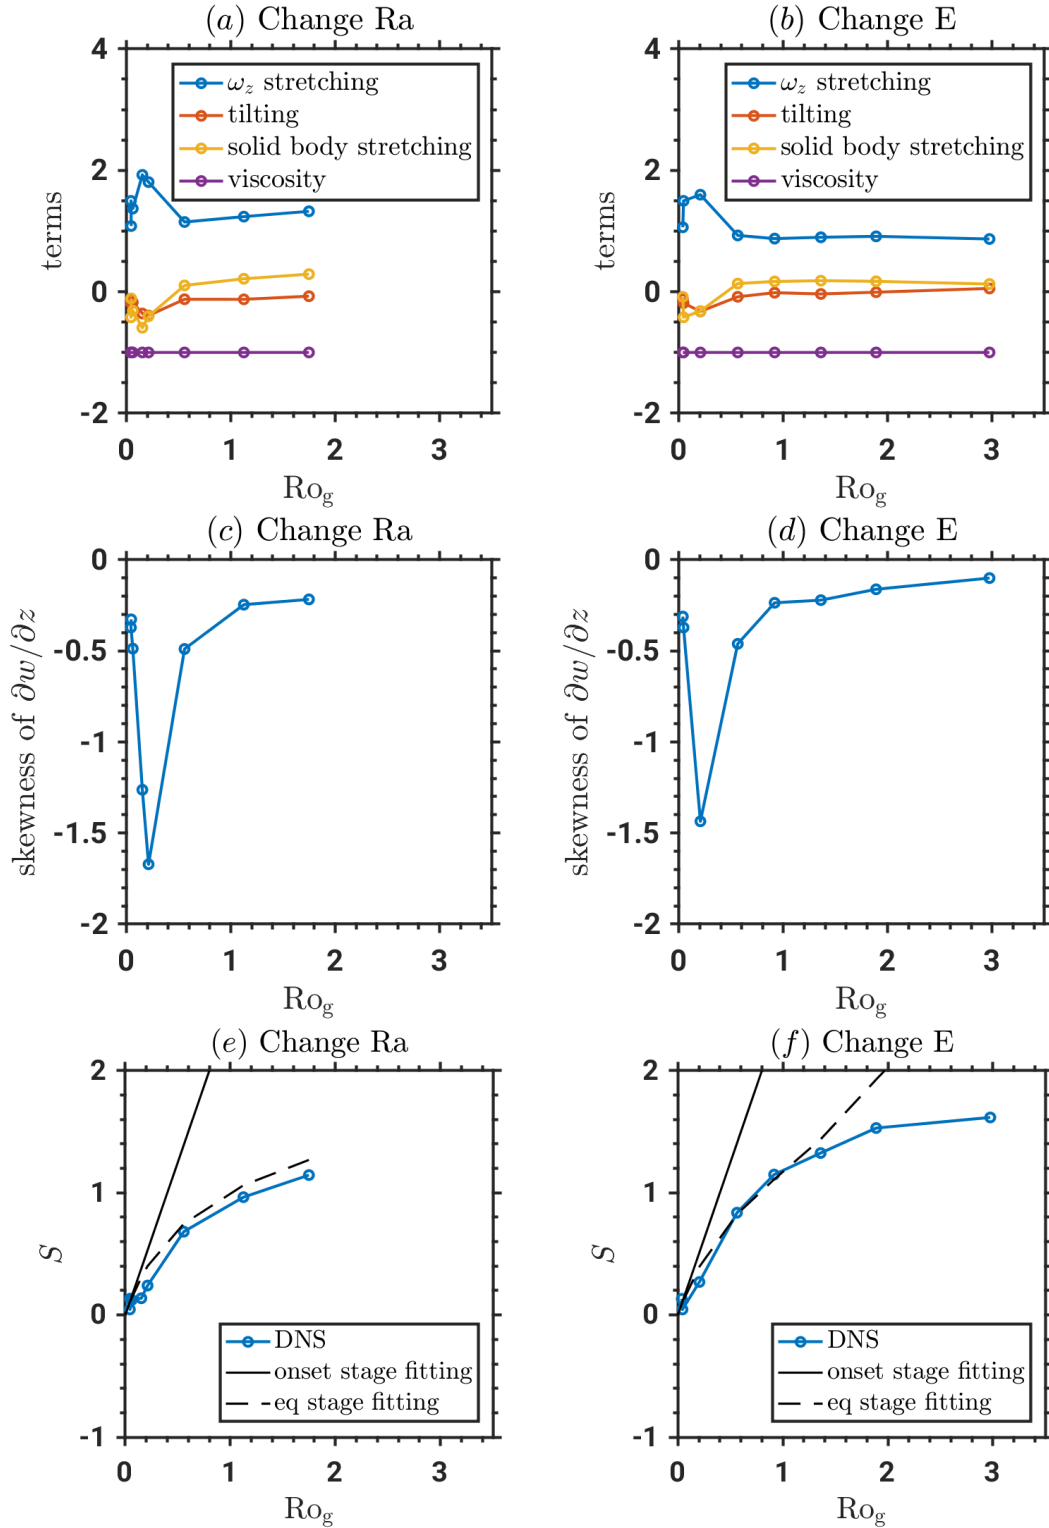 (a) Change Ra
4
2
0
-2
terms
ω_z stretching
tilting
solid body stretching
viscosity
0 1 2 3
Ro_g
(b) Change E
4
2
0
-2
terms
ω_z stretching
tilting
solid body stretching
viscosity
0 1 2 3
Ro_g
(c) Change Ra
0
-0.5
-1
-1.5
-2
skewness of ∂w/∂z
0 1 2 3
Ro_g
(d) Change E
0
-0.5
-1
-1.5
-2
skewness of ∂w/∂z
0 1 2 3
Ro_g
(e) Change Ra
2
1
0
-1
S
DNS
onset stage fitting
eq stage fitting
0 1 2 3
Ro_g
(f) Change E
2
1
0
-1
S
DNS
onset stage fitting
eq stage fitting
0 1 2 3
Ro_g